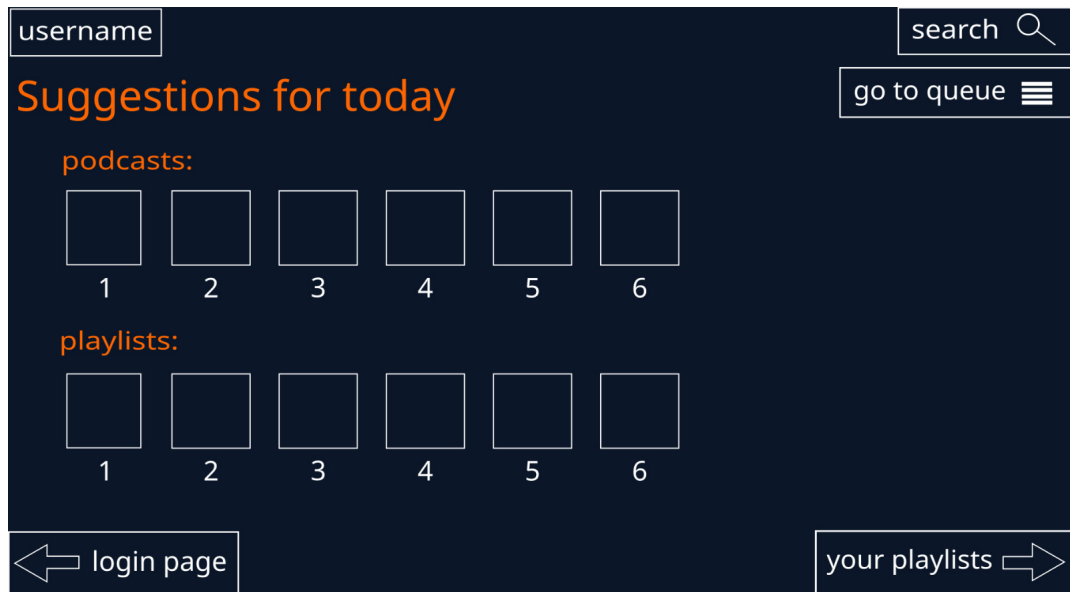 username
search
Suggestions for today
go to queue
podcasts:
1 2 3 4 5 6
playlists:
1 2 3 4 5 6
login page
your playlists